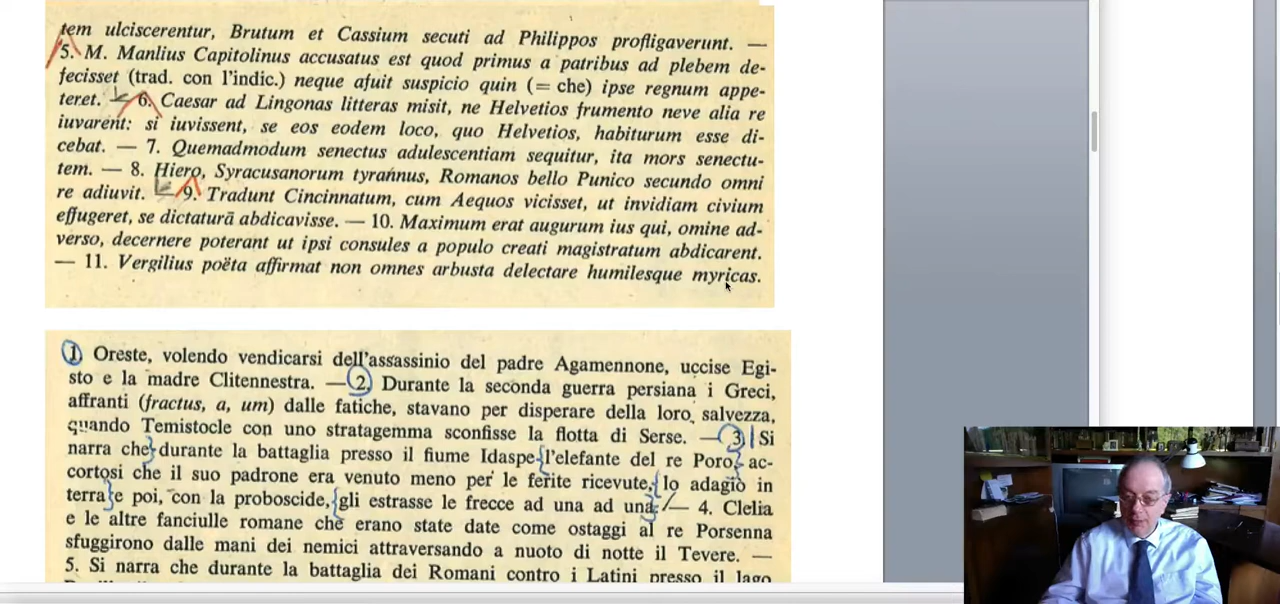 tem ulciscerentur, Brutum et Cassium secuti ad Philippos profligaverunt. —
5. M. Manlius Capitolinus accusatus est quod primus a patribus ad plebem de-
fecisset (trad. con l'indic.) neque afuit suspicio quin (= che) ipse regnum appe-
teret. — 6. Caesar ad Lingonas litteras misit, ne Helvetios frumento neve alia re
iuvarent: si iuvissent, se eos eodem loco, quo Helvetios, habiturum esse di-
cebat. — 7. Quemadmodum senectus adulescentiam sequitur, ita mors senectu-
tem. — 8. Hiero, Syracusanorum tyrannus, Romanos bello Punico secundo omni
re adiuvit. — 9. Tradunt Cincinnatum, cum Aequos vicisset, ut invidiam civium
effugeret, se dictaturā abdicavisse. — 10. Maximum erat augurum ius qui, omine ad-
verso, decernere poterant ut ipsi consules a populo creati magistratum abdicarent.
— 11. Vergilius poëta affirmat non omnes arbusta delectare humilesque myricas.
1 Oreste, volendo vendicarsi dell'assassinio del padre Agamennone, uccise Egi-
sto e la madre Clitennestra. — 2. Durante la seconda guerra persiana i Greci,
affranti (fractus, a, um) dalle fatiche, stavano per disperare della loro salvezza,
quando Temistocle con uno stratagemma sconfisse la flotta di Serse. — 3. Si
narra che durante la battaglia presso il fiume Idaspe l'elefante del re Poro, ac-
cortosi che il suo padrone era venuto meno per le ferite ricevute, lo adagiò in
terra e poi, con la proboscide, gli estrasse le frecce ad una ad una. — 4. Clelia
e le altre fanciulle romane che erano state date come ostaggi al re Porsenna
sfuggirono dalle mani dei nemici attraversando a nuoto di notte il Tevere. —
5. Si narra che durante la battaglia dei Romani contro i Latini presso il lago